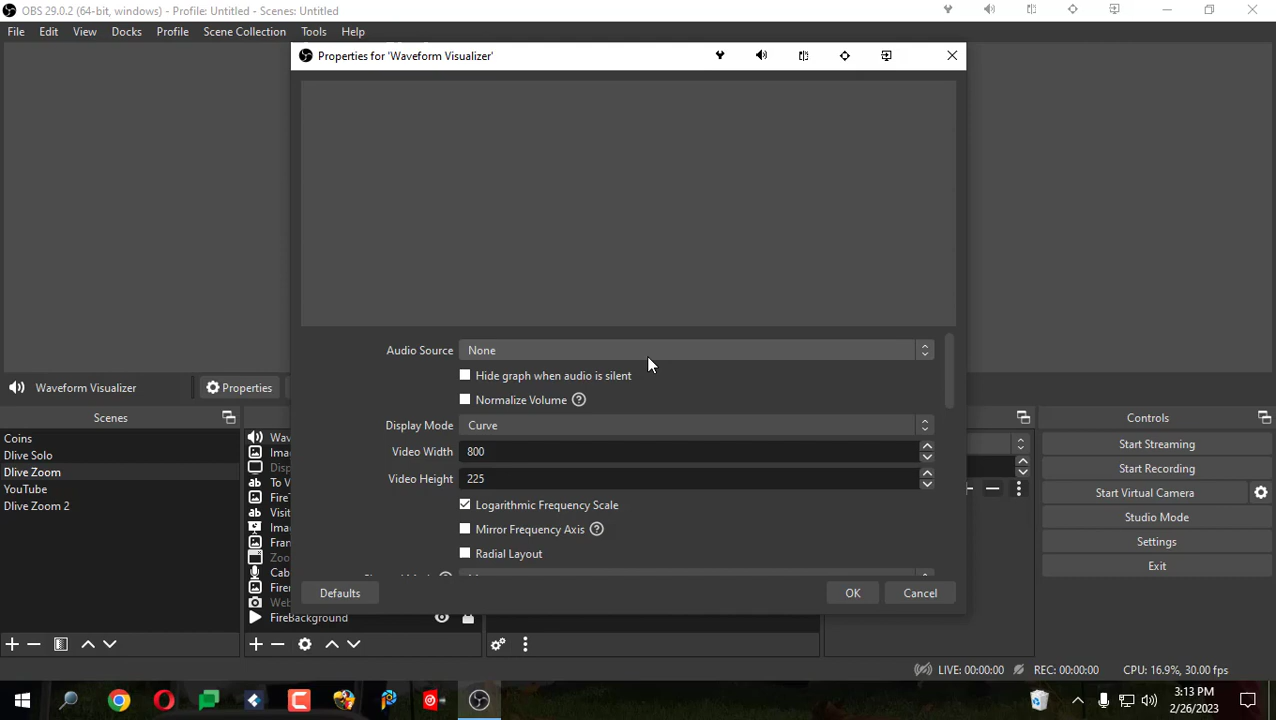 OBS 29.0.2 (64-bit, windows) - Profile: Untitled - Scenes: Untitled
File Edit View Docks Profile Scene Collection Tools Help
Properties for 'Waveform Visualizer'
Audio Source None
Hide graph when audio is silent
Normalize Volume ?
Display Mode Curve
Video Width 800
Video Height 225
Logarithmic Frequency Scale
Mirror Frequency Axis ?
Radial Layout
Defaults OK Cancel
Waveform Visualizer Properties
Scenes
Coins
Dlive Solo
Dlive Zoom
YouTube
Dlive Zoom 2
FireBackground
Controls
Start Streaming
Start Recording
Start Virtual Camera
Studio Mode
Settings
Exit
LIVE: 00:00:00 REC: 00:00:00 CPU: 16.9%, 30.00 fps
3:13 PM
2/26/2023